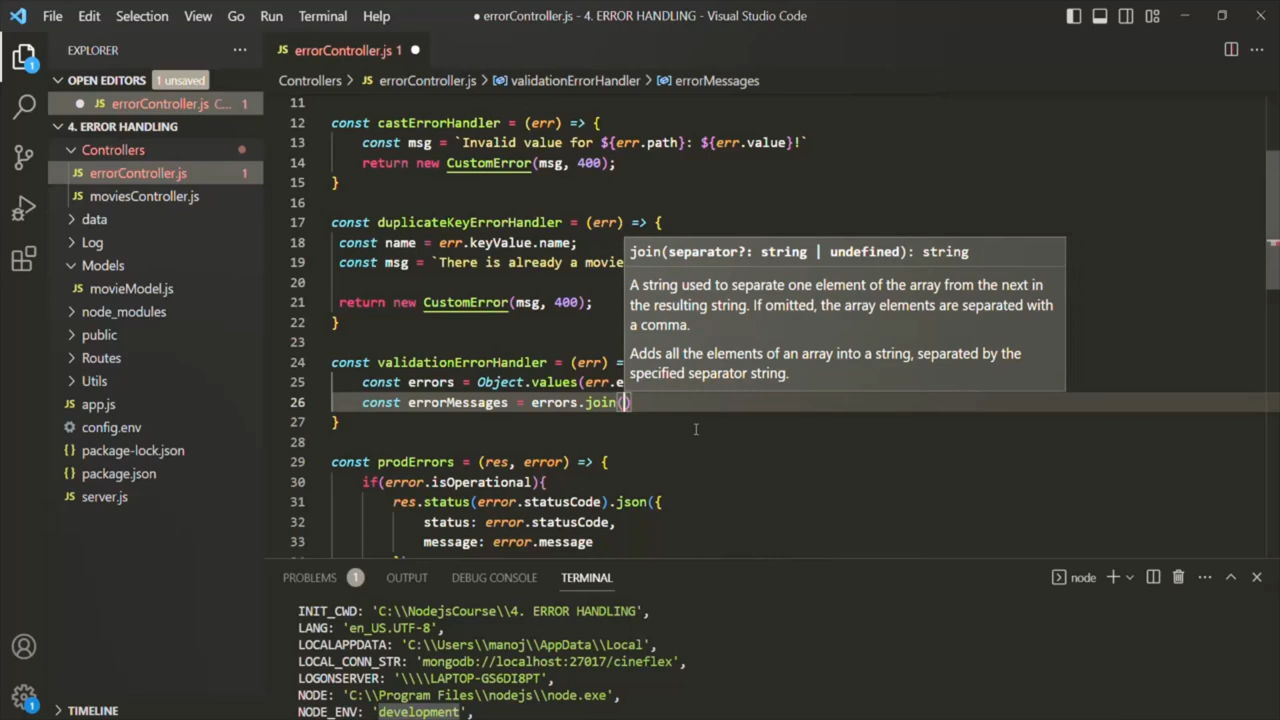 File Edit Selection View Go Run Terminal Help
● errorController.js - 4. ERROR HANDLING - Visual Studio Code
EXPLORER
OPEN EDITORS 1 unsaved
JS errorController.js C... 1
4. ERROR HANDLING
Controllers
JS errorController.js 1
JS moviesController.js
data
Log
Models
JS movieModel.js
node_modules
public
Routes
Utils
JS app.js
config.env
{} package-lock.json
{} package.json
JS server.js
TIMELINE
1
1
JS errorController.js 1 ●
Controllers > JS errorController.js > validationErrorHandler > errorMessages
11
12 const castErrorHandler = (err) => {
13 const msg = `Invalid value for ${err.path}: ${err.value}!`
14 return new CustomError(msg, 400);
15 }
16
17 const duplicateKeyErrorHandler = (err) => {
18 const name = err.keyValue.name;
19 const msg = `There is already a movie
20
21 return new CustomError(msg, 400);
22 }
23
24 const validationErrorHandler = (err) =
25 const errors = Object.values(err.e
26 const errorMessages = errors.join()
27 }
28
29 const prodErrors = (res, error) => {
30 if(error.isOperational){
31 res.status(error.statusCode).json({
32 status: error.statusCode,
33 message: error.message
join(separator?: string | undefined): string
A string used to separate one element of the array from the next in
the resulting string. If omitted, the array elements are separated with
a comma.
Adds all the elements of an array into a string, separated by the
specified separator string.
PROBLEMS 1 OUTPUT DEBUG CONSOLE TERMINAL
node
INIT_CWD: 'C:\\NodejsCourse\\4. ERROR HANDLING',
LANG: 'en_US.UTF-8',
LOCALAPPDATA: 'C:\\Users\\manoj\\AppData\\Local',
LOCAL_CONN_STR: 'mongodb://localhost:27017/cineflex',
LOGONSERVER: '\\\\LAPTOP-GS6DI8PT',
NODE: 'C:\\Program Files\\nodejs\\node.exe',
NODE_ENV: 'development',